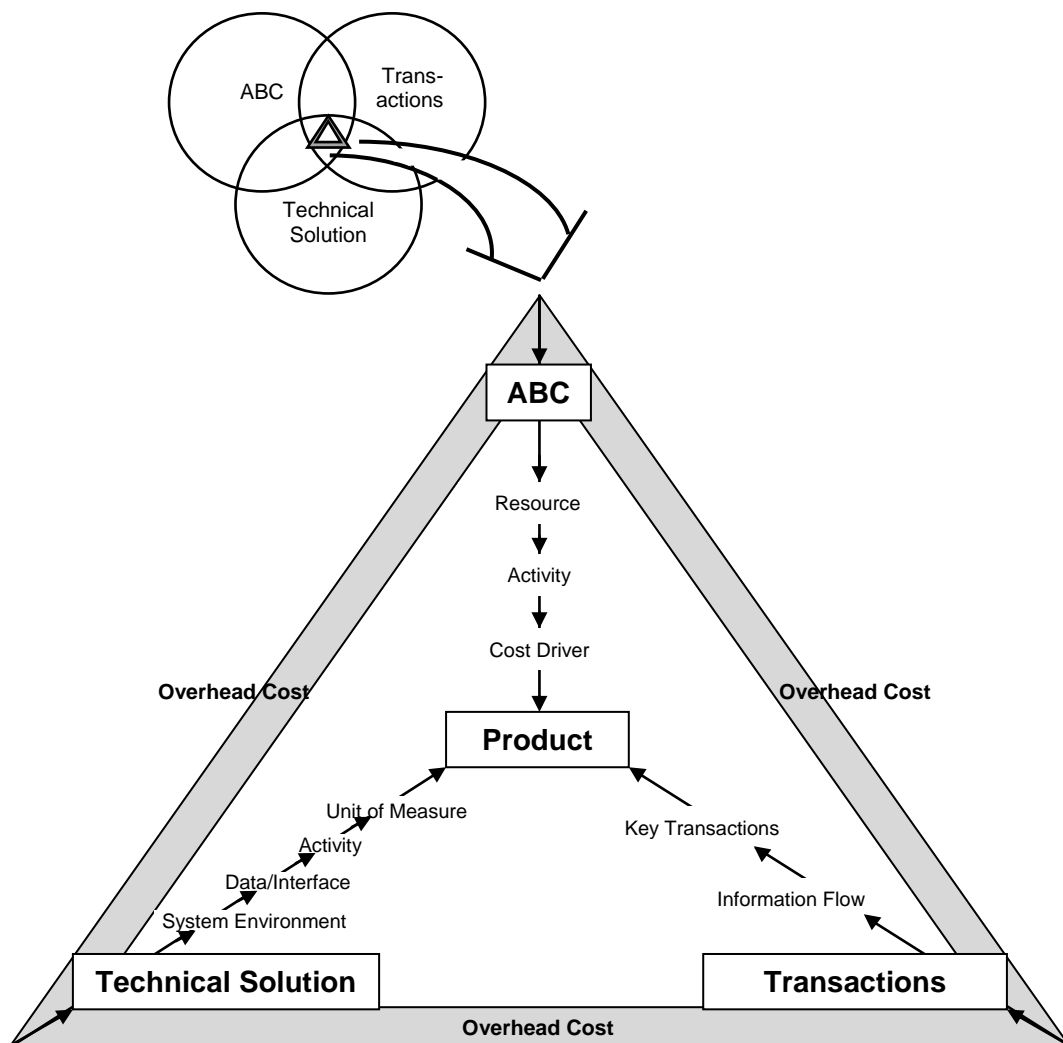 ABC
Trans-
actions
Technical
Solution
ABC
Resource
Activity
Cost Driver
Overhead Cost
Overhead Cost
Product
Unit of Measure
Key Transactions
Activity
Data/Interface
Information Flow
System Environment
Technical Solution
Transactions
Overhead Cost